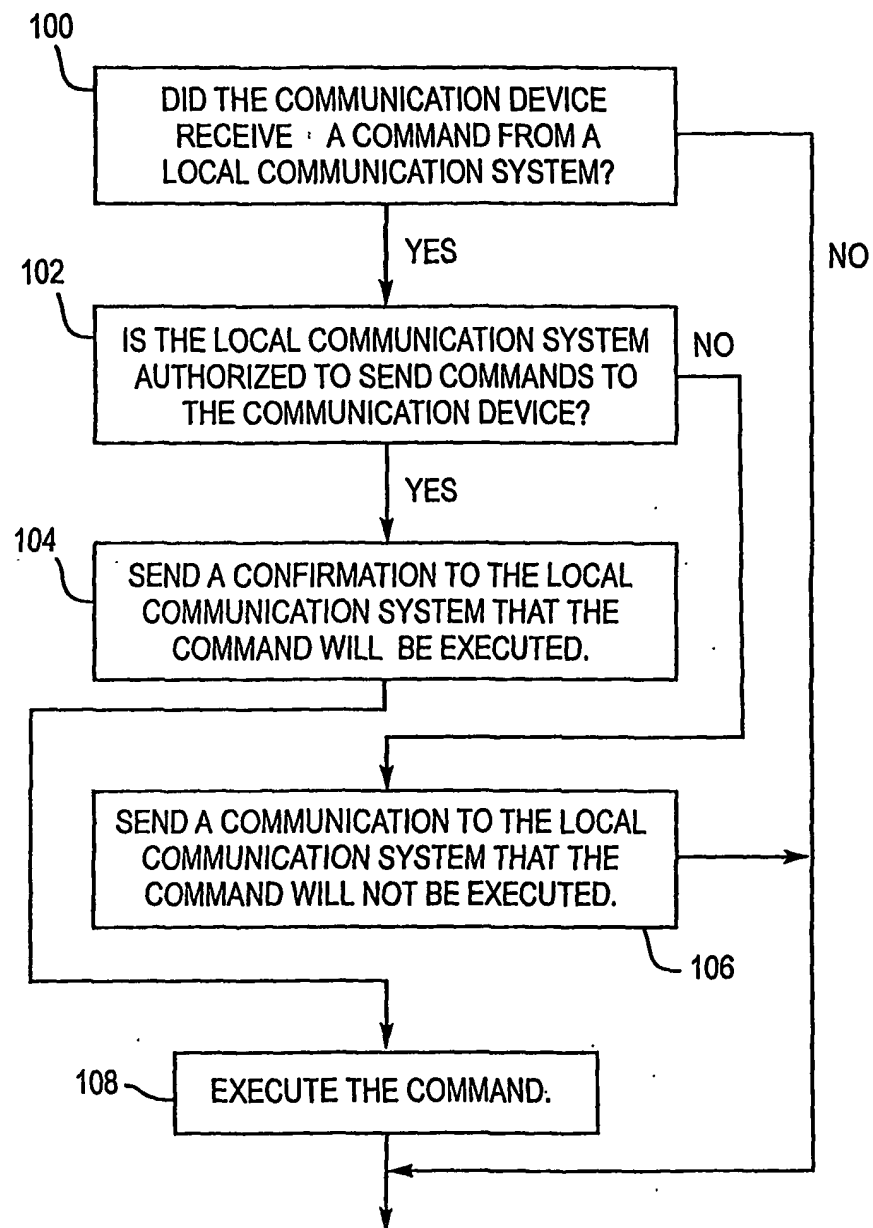 100
DID THE COMMUNICATION DEVICE
RECEIVE A COMMAND FROM A
LOCAL COMMUNICATION SYSTEM?
YES
NO
102
IS THE LOCAL COMMUNICATION SYSTEM
AUTHORIZED TO SEND COMMANDS TO
THE COMMUNICATION DEVICE?
NO
YES
104
SEND A CONFIRMATION TO THE LOCAL
COMMUNICATION SYSTEM THAT THE
COMMAND WILL BE EXECUTED.
SEND A COMMUNICATION TO THE LOCAL
COMMUNICATION SYSTEM THAT THE
COMMAND WILL NOT BE EXECUTED.
106
108
EXECUTE THE COMMAND.